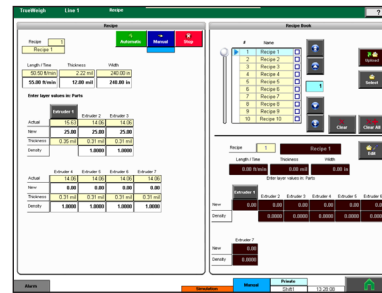 TrueWeigh Line 1 Recipe ?
Recipe
Recipe 1 Automatic Manual Stop
Recipe 1
Length / Time Thickness Width
50.50 ft/min 2.22 mil 240.00 in
55.00 ft/min 12.00 mil 240.00 in
Enter layer values in: Parts
Extruder 1 Extruder 2 Extruder 3
Actual 15.63 14.06 14.06
New 25.00 25.00 25.00
Thickness 0.35 mil 0.31 mil 0.31 mil
Density 1.0000 1.0000
Extruder 4 Extruder 5 Extruder 6 Extruder 7
Actual 14.06 14.06 14.06 14.06
New 0.00 0.00 0.00 0.00
Thickness 0.31 mil 0.31 mil 0.31 mil 0.31 mil
Density 1.0000 1.0000 1.0000 1.0000
Recipe Book
# Name
1 Recipe 1
2 Recipe 2
3 Recipe 3
4 Recipe 4
5 Recipe 5
6 Recipe 6
7 Recipe 7
8 Recipe 8
9 Recipe 9
10 Recipe 10
1
Upload
Select
Clear Clear All
Recipe 1 Recipe 1 Edit
Length / Time Thickness Width
0.00 ft/min 0.00 mil 0.00 in
Enter layer values in: Parts
Extruder 1 Extruder 2 Extruder 3 Extruder 4 Extruder 5 Extruder 6
New 0.00 0.00 0.00 0.00 0.00 0.00
Density 0.0000 0.0000 0.0000 0.0000 0.0000
Extruder 7
New 0.00
Density 0.0000
Alarm Simulation Manual Private
Shift1 13:28:08